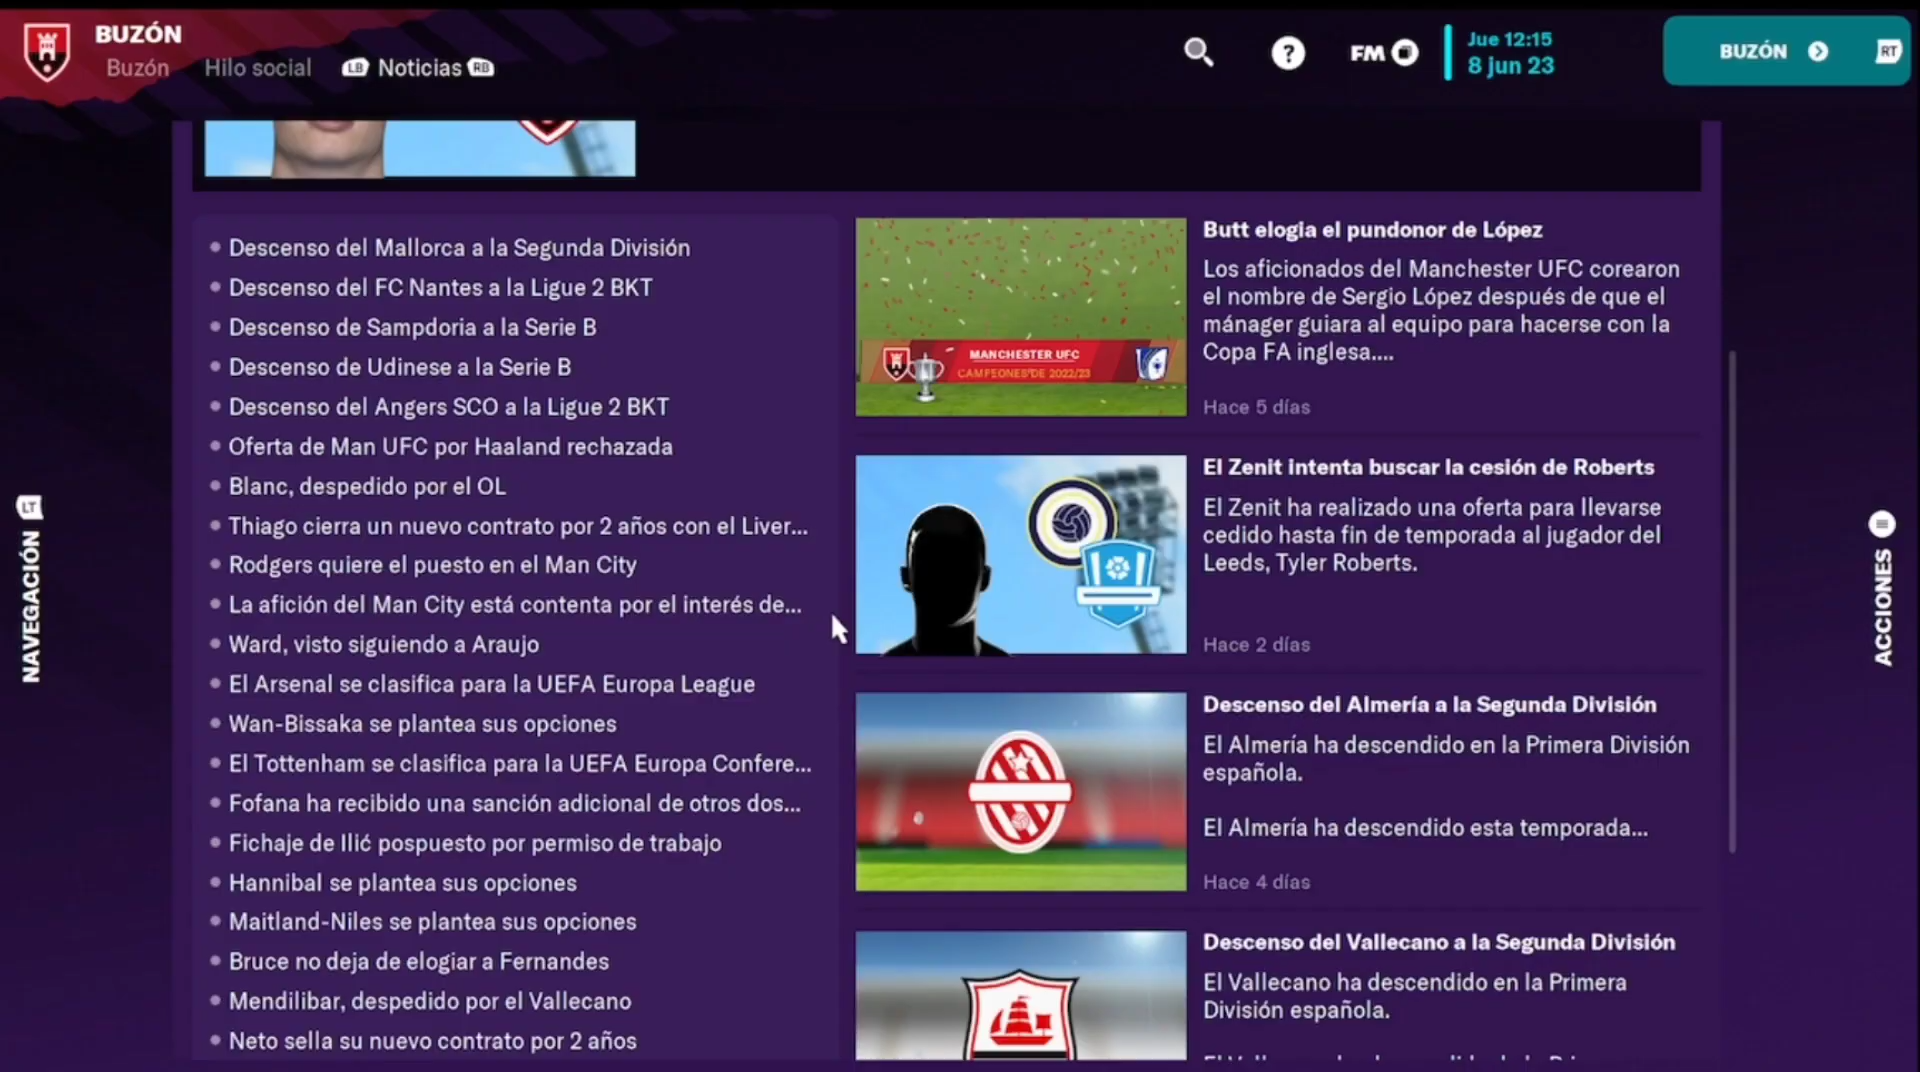 BUZÓN
Buzón
Hilo social
LB Noticias RB
?
FM
Jue 12:15
8 jun 23
BUZÓN
RT
LT
NAVEGACIÓN
Descenso del Mallorca a la Segunda División
Descenso del FC Nantes a la Ligue 2 BKT
Descenso de Sampdoria a la Serie B
Descenso de Udinese a la Serie B
Descenso del Angers SCO a la Ligue 2 BKT
Oferta de Man UFC por Haaland rechazada
Blanc, despedido por el OL
Thiago cierra un nuevo contrato por 2 años con el Liver...
Rodgers quiere el puesto en el Man City
La afición del Man City está contenta por el interés de...
Ward, visto siguiendo a Araujo
El Arsenal se clasifica para la UEFA Europa League
Wan-Bissaka se plantea sus opciones
El Tottenham se clasifica para la UEFA Europa Confere...
Fofana ha recibido una sanción adicional de otros dos...
Fichaje de Ilić pospuesto por permiso de trabajo
Hannibal se plantea sus opciones
Maitland-Niles se plantea sus opciones
Bruce no deja de elogiar a Fernandes
Mendilibar, despedido por el Vallecano
Neto sella su nuevo contrato por 2 años
MANCHESTER UFC
CAMPEONES DE 2022/23
Butt elogia el pundonor de López
Los aficionados del Manchester UFC corearon
el nombre de Sergio López después de que el
mánager guiara al equipo para hacerse con la
Copa FA inglesa....
Hace 5 días
El Zenit intenta buscar la cesión de Roberts
El Zenit ha realizado una oferta para llevarse
cedido hasta fin de temporada al jugador del
Leeds, Tyler Roberts.
Hace 2 días
Descenso del Almería a la Segunda División
El Almería ha descendido en la Primera División
española.
El Almería ha descendido esta temporada...
Hace 4 días
Descenso del Vallecano a la Segunda División
El Vallecano ha descendido en la Primera
División española.
ACCIONES